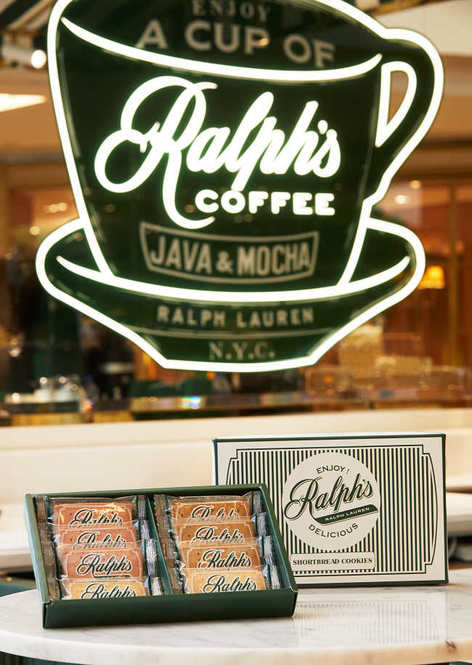 ENJOY
A CUP OF
Ralph's
COFFEE
JAVA & MOCHA
RALPH LAUREN
N.Y.C.
ENJOY!
Ralph's
RALPH LAUREN
DELICIOUS
SHORTBREAD COOKIES
Ralph's
Ralph's
Ralph's
Ralph's
Ralph's
Ralph's
Ralph's
Ralph's